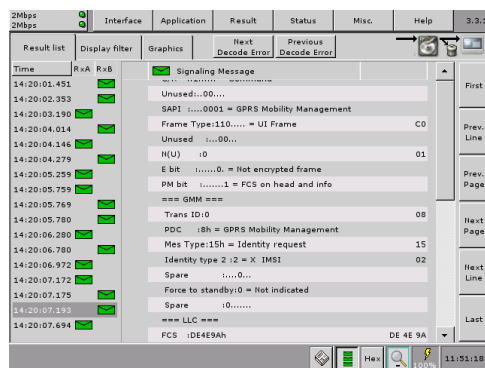 2Mbps
2Mbps
Interface Application Result Status Misc. Help 3.3.
Result list Display filter Graphics Next Decode Error Previous Decode Error
Time RxA RxB
14:20:01.451
14:20:02.353
14:20:03.190
14:20:04.014
14:20:04.146
14:20:04.279
14:20:05.259
14:20:05.759
14:20:05.769
14:20:05.780
14:20:06.280
14:20:06.780
14:20:06.972
14:20:07.172
14:20:07.175
14:20:07.193
14:20:07.694
Signaling Message
Unused:..00....
SAPI :....0001 = GPRS Mobility Management
Frame Type:110..... = UI Frame C0
Unused :...00...
N(U) :0 01
E bit :......0. = Not encrypted frame
PM bit :.......1 = FCS on head and info
=== GMM ===
Trans ID:0 08
PDC :8h = GPRS Mobility Management
Mes Type:15h = Identity request 15
Identity type 2 :2 = X IMSI 02
Spare :....0...
Force to standby:0 = Not indicated
Spare :0.......
=== LLC ===
FCS :DE4E9Ah DE 4E 9A
First
Prev. Line
Prev. Page
Next Page
Next Line
Last
Hex
100%
11:51:18